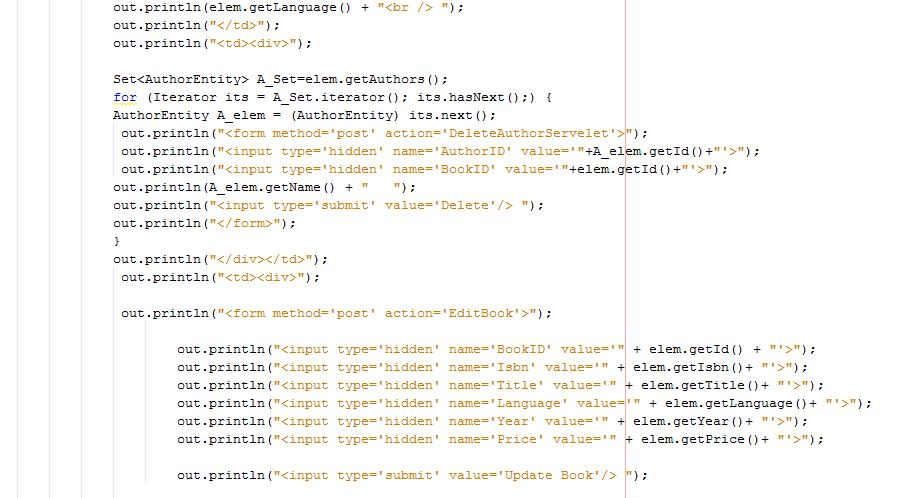 out.println(elem.getLanguage() + "<br /> ");
out.println("</td>");
out.println("<td><div>");
Set<AuthorEntity> A_Set=elem.getAuthors();
for (Iterator its = A_Set.iterator(); its.hasNext();) {
AuthorEntity A_elem = (AuthorEntity) its.next();
out.println("<form method='post' action='DeleteAuthorServelet'>");
out.println("<input type='hidden' name='AuthorID' value='"+A_elem.getId()+"'>");
out.println("<input type='hidden' name='BookID' value='"+elem.getId()+"'>");
out.println(A_elem.getName() + "   ");
out.println("<input type='submit' value='Delete'/> ");
out.println("</form>");
}
out.println("</div></td>");
out.println("<td><div>");
out.println("<form method='post' action='EditBook'>");
out.println("<input type='hidden' name='BookID' value='" + elem.getId() + "'>");
out.println("<input type='hidden' name='Isbn' value='" + elem.getIsbn()+ "'>");
out.println("<input type='hidden' name='Title' value='" + elem.getTitle()+ "'>");
out.println("<input type='hidden' name='Language' value='" + elem.getLanguage()+ "'>");
out.println("<input type='hidden' name='Year' value='" + elem.getYear()+ "'>");
out.println("<input type='hidden' name='Price' value='" + elem.getPrice()+ "'>");
out.println("<input type='submit' value='Update Book'/> ");